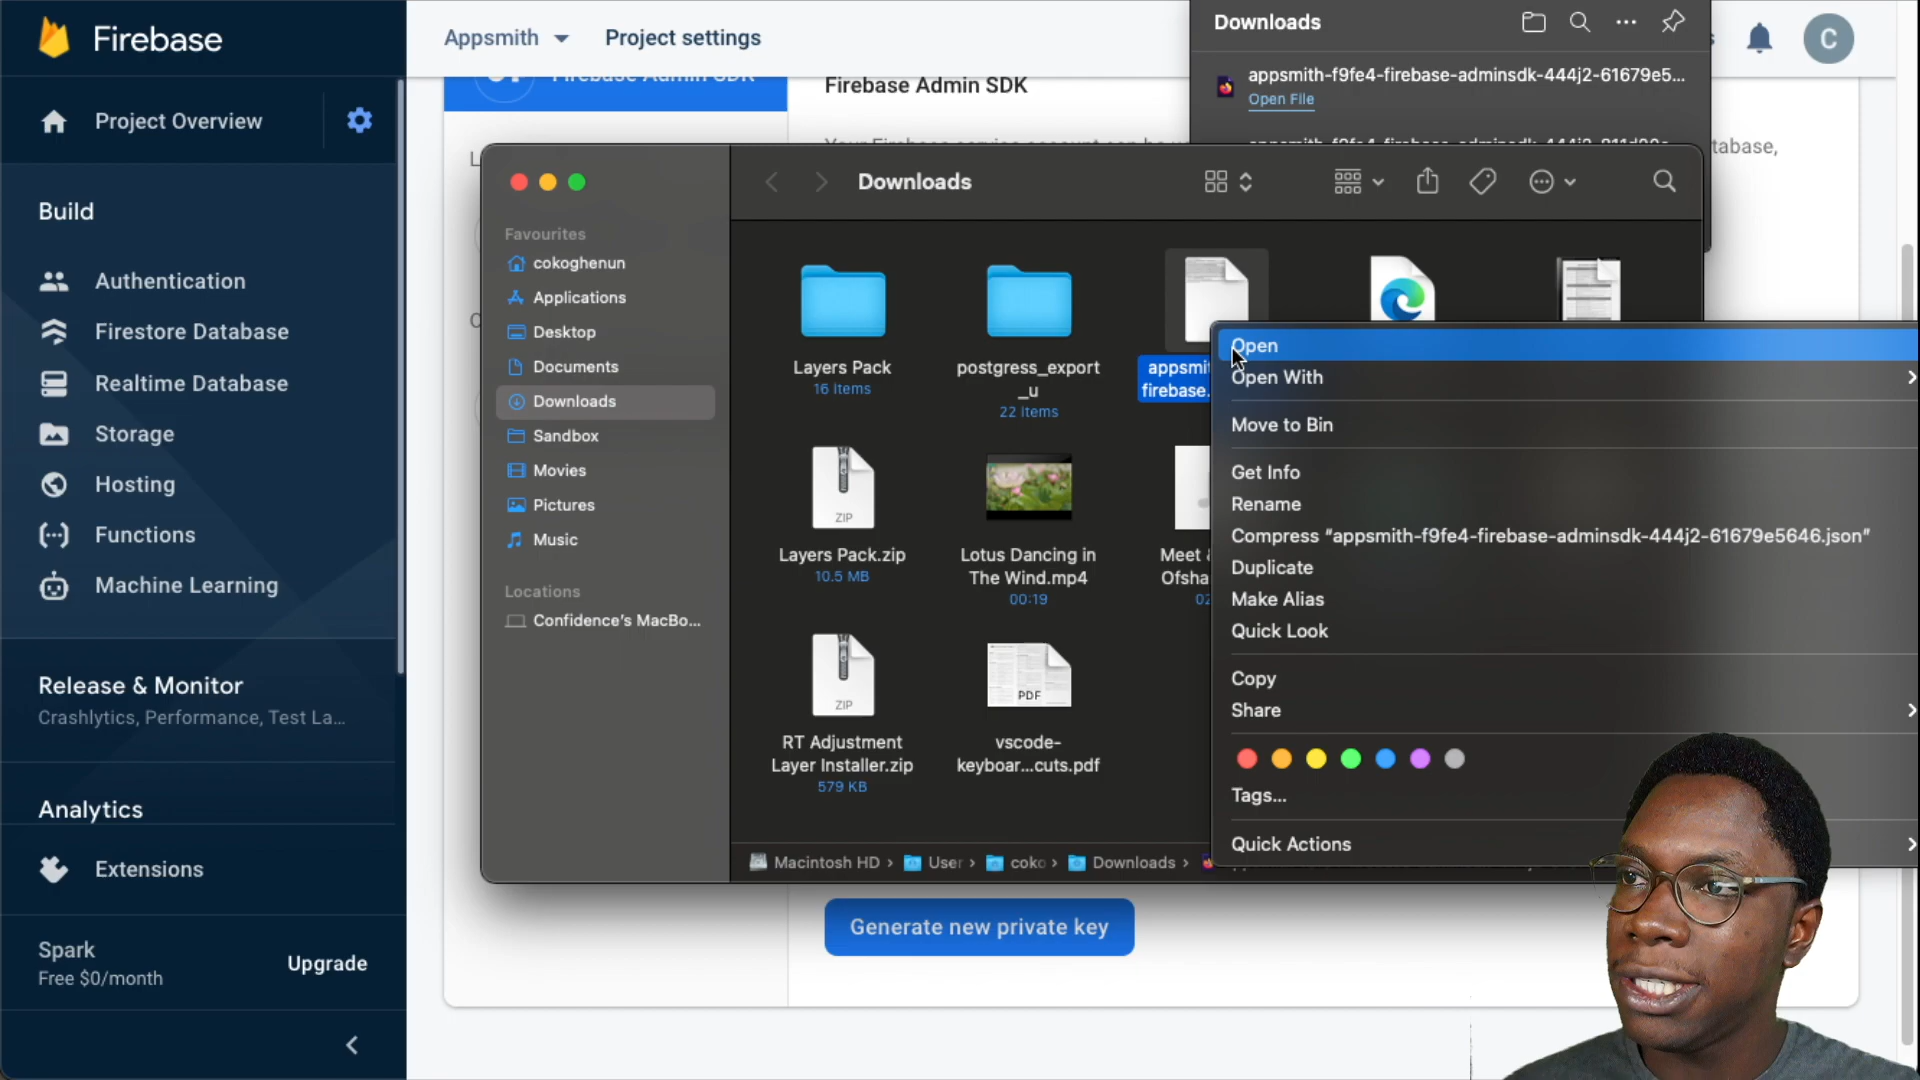 Firebase
Project Overview
Build
Authentication
Firestore Database
Realtime Database
Storage
Hosting
Functions
Machine Learning
Release & Monitor
Crashlytics, Performance, Test La...
Analytics
Extensions
Spark
Free $0/month
Upgrade
Appsmith
Project settings
C
Firebase Admin SDK
Firebase Admin SDK
tabase,
Downloads
appsmith-f9fe4-firebase-adminsdk-444j2-61679e5...
Open File
Downloads
Favourites
cokoghenun
Applications
Desktop
Documents
Downloads
Sandbox
Movies
Pictures
Music
Locations
Confidence's MacBo...
Layers Pack
16 items
postgress_export
_u
22 items
appsmi
firebase.
Layers Pack.zip
ZIP
10.5 MB
Lotus Dancing in
The Wind.mp4
00:19
Meet
Ofsha
02
ZIP
RT Adjustment
Layer Installer.zip
579 KB
PDF
vscode-
keyboar...cuts.pdf
Macintosh HD
User
coko
Downloads
Open
Open With
Move to Bin
Get Info
Rename
Compress "appsmith-f9fe4-firebase-adminsdk-444j2-61679e5646.json"
Duplicate
Make Alias
Quick Look
Copy
Share
Tags...
Quick Actions
Generate new private key